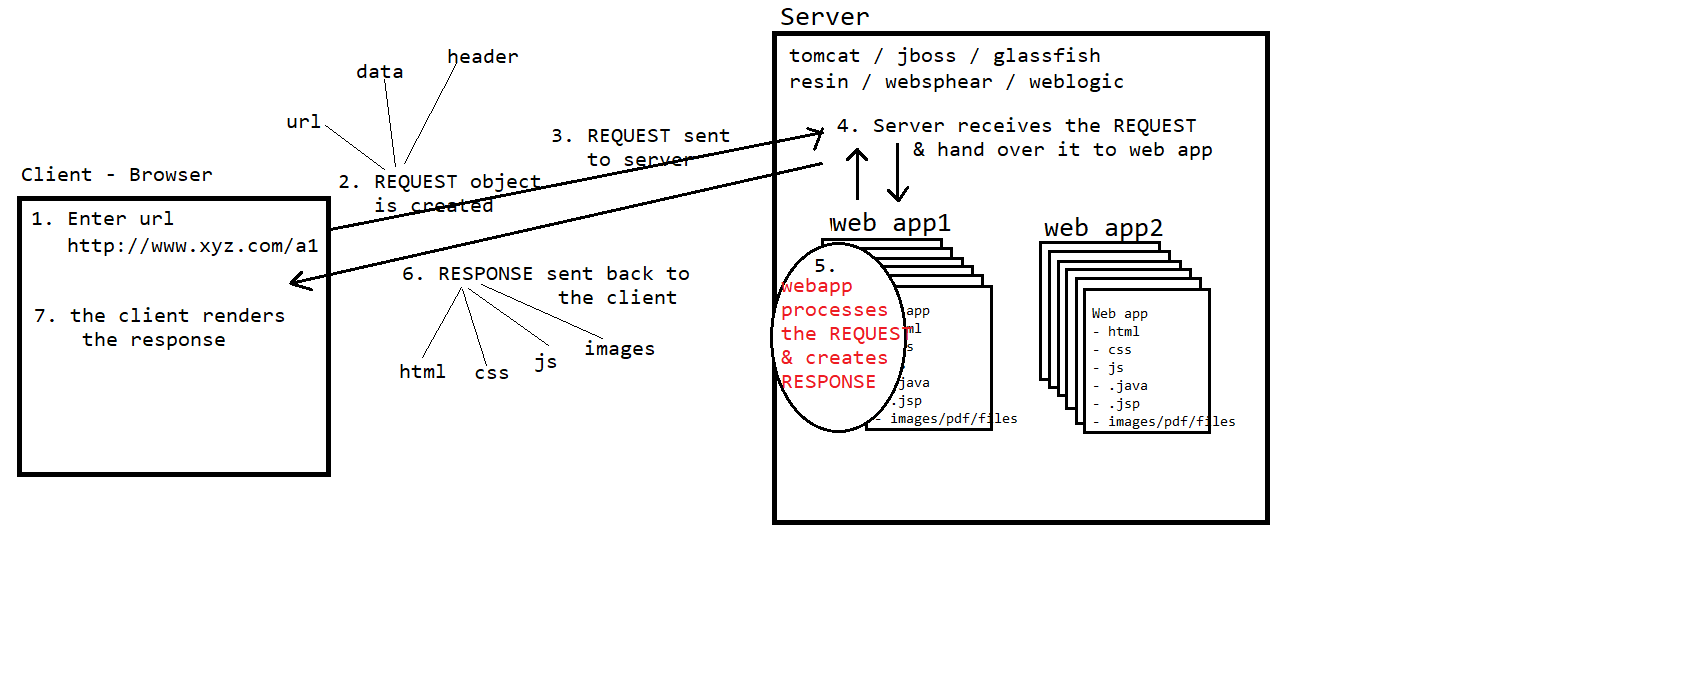 Server
tomcat / jboss / glassfish
resin / websphear / weblogic
header
data
url
3. REQUEST sent
to server
4. Server receives the REQUEST
& hand over it to web app
Client - Browser
2. REQUEST object
is created
1. Enter url
http://www.xyz.com/a1
6. RESPONSE sent back to
the client
html
css
js
images
7. the client renders
the response
web app1
5.
webapp
processes
the REQUEST
& creates
RESPONSE
app
.java
.jsp
- images/pdf/files
web app2
Web app
- html
- css
- js
- .java
- .jsp
- images/pdf/files